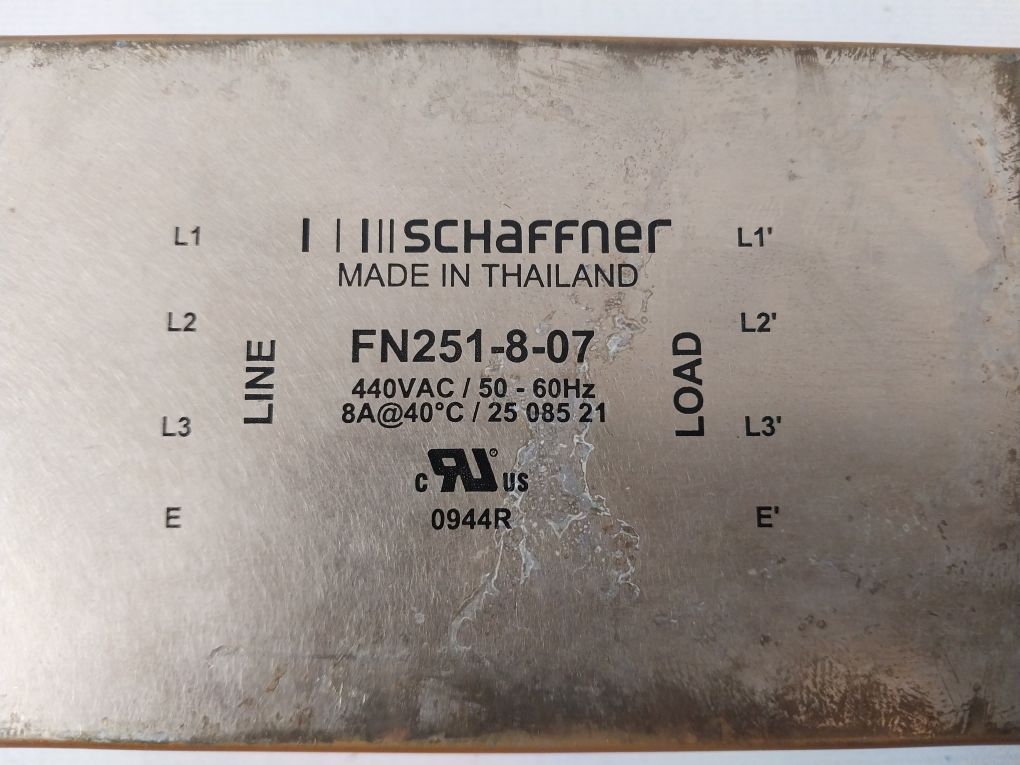 L1 SCHAFFNER L1'
MADE IN THAILAND
L2 L2'
FN251-8-07
LINE LOAD
440VAC / 50 - 60Hz
8A@40°C / 25 085 21
L3 L3'
c RU® US
E 0944R E'